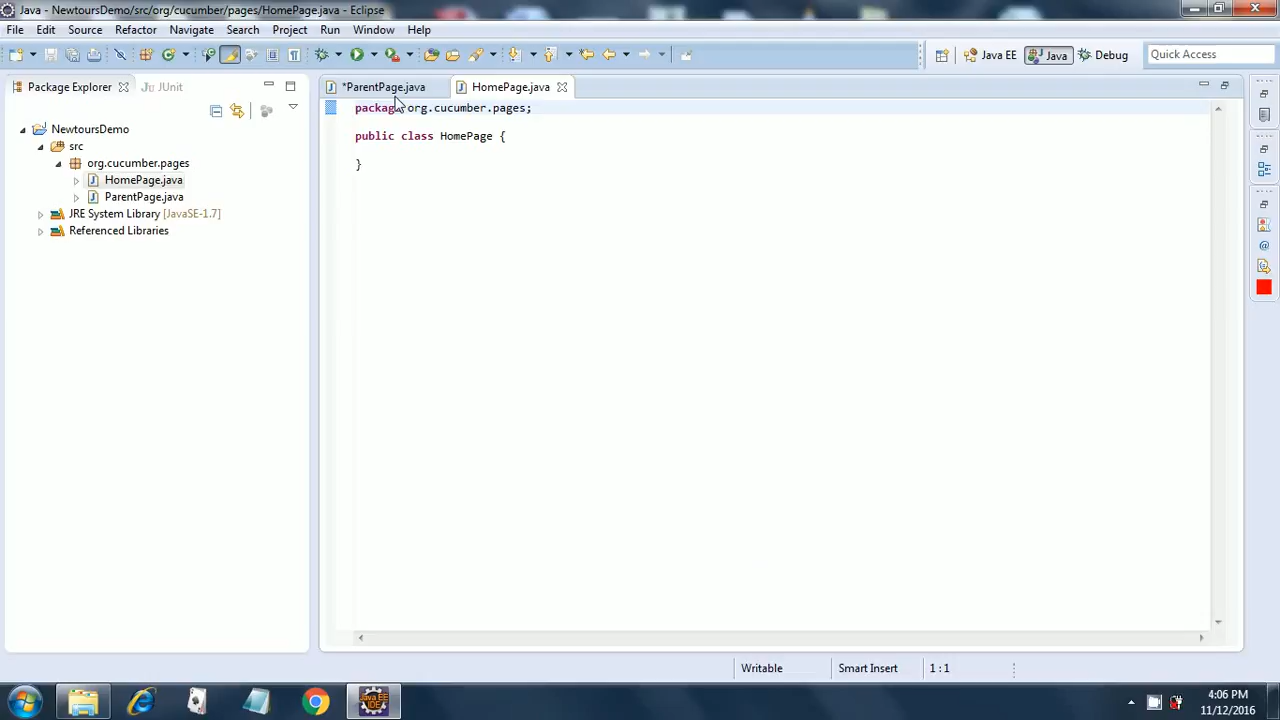 Java - NewtoursDemo/src/org/cucumber/pages/HomePage.java - Eclipse
File Edit Source Refactor Navigate Search Project Run Window Help
Java EE Java Debug Quick Access
Package Explorer JUnit
*ParentPage.java HomePage.java
NewtoursDemo
src
org.cucumber.pages
HomePage.java
ParentPage.java
JRE System Library [JavaSE-1.7]
Referenced Libraries
package org.cucumber.pages;
public class HomePage {
}
Writable Smart Insert 1 : 1
Java EE
IDE
4:06 PM
11/12/2016